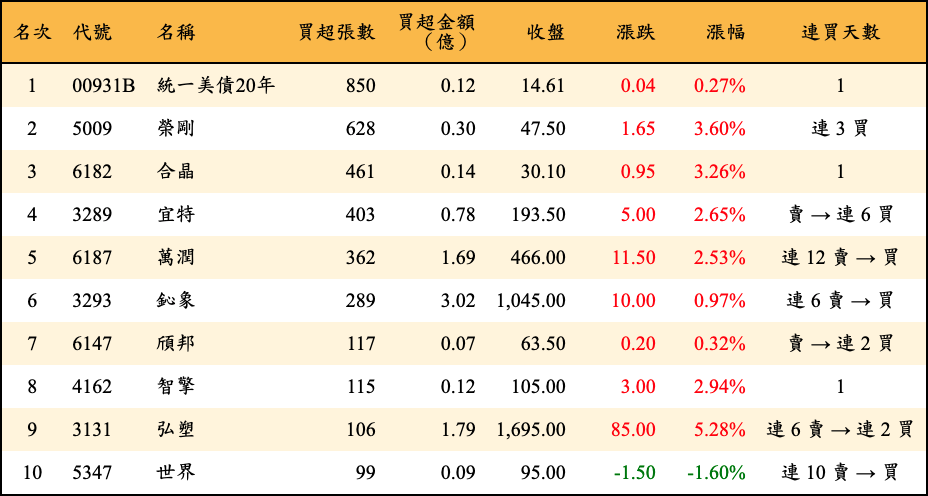 名次 代號 名稱 買超張數 買超金額（億） 收盤 漲跌 漲幅 連買天數
1 00931B 統一美債20年 850 0.12 14.61 0.04 0.27% 1
2 5009 榮剛 628 0.30 47.50 1.65 3.60% 連 3 買
3 6182 合晶 461 0.14 30.10 0.95 3.26% 1
4 3289 宜特 403 0.78 193.50 5.00 2.65% 賣 → 連 6 買
5 6187 萬潤 362 1.69 466.00 11.50 2.53% 連 12 賣 → 買
6 3293 鈊象 289 3.02 1,045.00 10.00 0.97% 連 6 賣 → 買
7 6147 頎邦 117 0.07 63.50 0.20 0.32% 賣 → 連 2 買
8 4162 智擎 115 0.12 105.00 3.00 2.94% 1
9 3131 弘塑 106 1.79 1,695.00 85.00 5.28% 連 6 賣 → 連 2 買
10 5347 世界 99 0.09 95.00 -1.50 -1.60% 連 10 賣 → 買